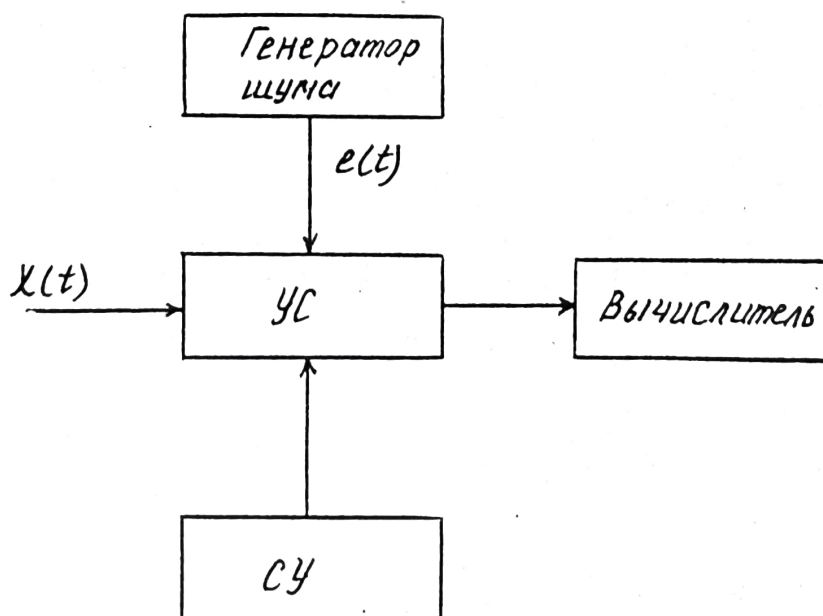 Генератор
шума
e(t)
X(t)
УС
Вычислитель
СУ